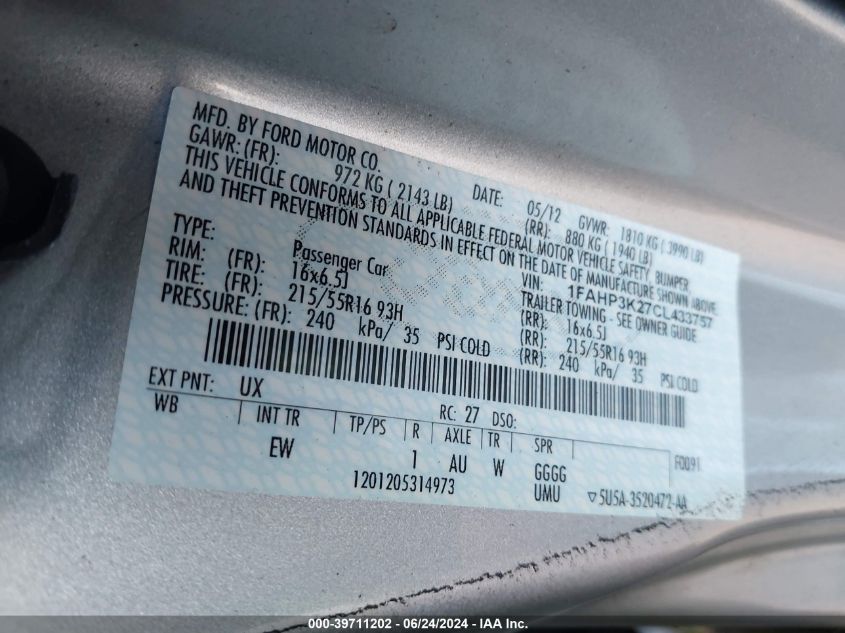 MFD. BY FORD MOTOR CO. DATE: 05/12 GVWR: 1810 KG ( 3990 LB)
GAWR: (FR): 972 KG ( 2143 LB) (RR): 880 KG ( 1940 LB)
THIS VEHICLE CONFORMS TO ALL APPLICABLE FEDERAL MOTOR VEHICLE SAFETY, BUMPER,
AND THEFT PREVENTION STANDARDS IN EFFECT ON THE DATE OF MANUFACTURE SHOWN ABOVE.
VIN: 1FAHP3K27CL433757
TYPE: Passenger Car TRAILER TOWING - SEE OWNER GUIDE
RIM: (FR): 16x6.5J (RR): 16x6.5J
TIRE: (FR): 215/55R16 93H (RR): 215/55R16 93H
PRESSURE: (FR): 240 kPa/ 35 PSI COLD (RR): 240 kPa/ 35 PSI COLD
EXT PNT: UX RC: 27 DSO:
WB INT TR TP/PS R AXLE TR SPR F0091
EW 1 AU W GGGG
1201205314973 UMU ▽5U5A-3520472-AA
000-39711202 - 06/24/2024 - IAA Inc.